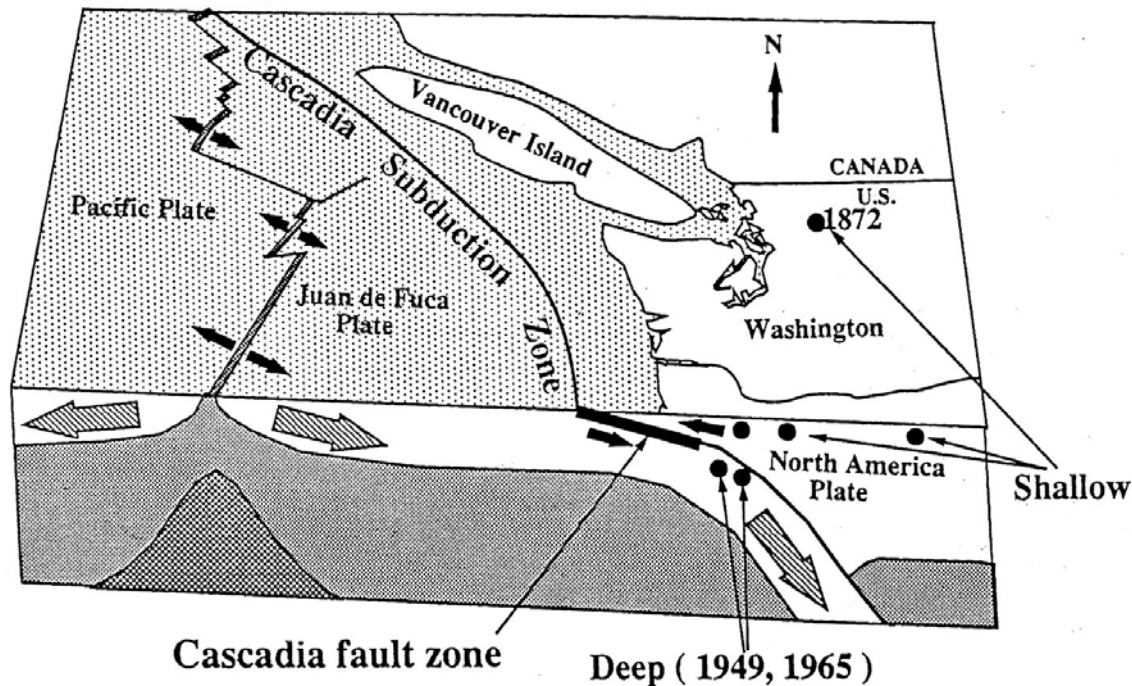 N
Cascadia
Subduction
Zone
Vancouver Island
CANADA
U.S.
1872
Pacific Plate
Juan de Fuca
Plate
Washington
North America
Plate
Shallow
Cascadia fault zone
Deep ( 1949, 1965 )